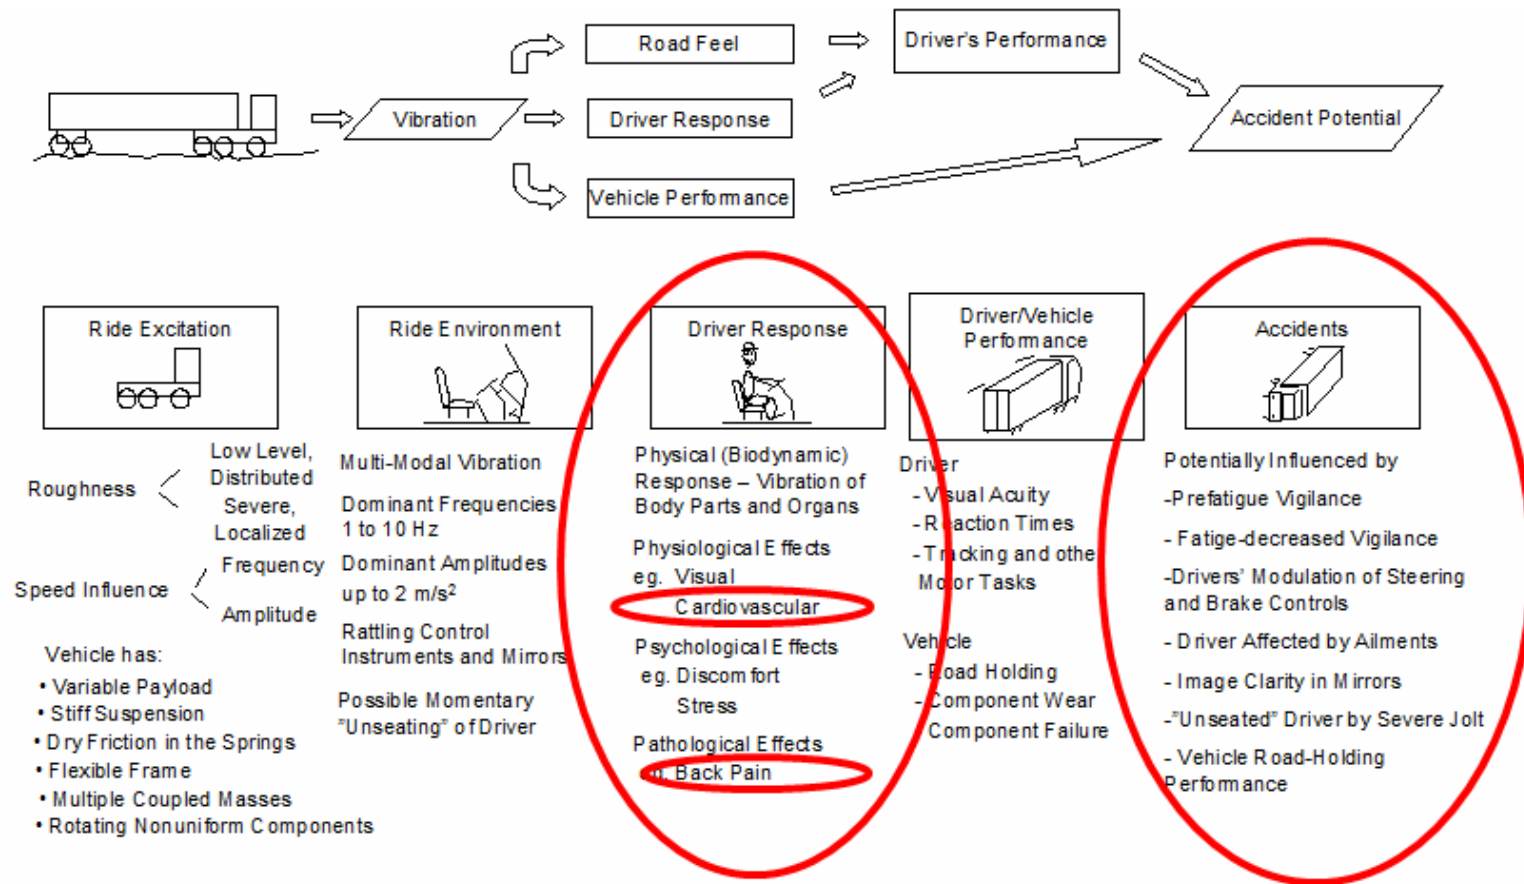 Road Feel
Driver's Performance
Vibration
Driver Response
Accident Potential
Vehicle Performance
Ride Excitation
Roughness
Low Level,
Distributed
Severe,
Localized
Speed Influence
Frequency
Amplitude
Vehicle has:
• Variable Payload
• Stiff Suspension
• Dry Friction in the Springs
• Flexible Frame
• Multiple Coupled Masses
• Rotating Nonuniform Components
Ride Environment
Multi-Modal Vibration
Dominant Frequencies
1 to 10 Hz
Dominant Amplitudes
up to 2 m/s²
Rattling Control
Instruments and Mirrors
Possible Momentary
"Unseating" of Driver
Driver Response
Physical (Biodynamic)
Response – Vibration of
Body Parts and Organs
Physiological Effects
eg. Visual
Cardiovascular
Psychological Effects
eg. Discomfort
Stress
Pathological Effects
eg. Back Pain
Driver/Vehicle
Performance
Driver
- Visual Acuity
- Reaction Times
- Tracking and other
Motor Tasks
Vehicle
- Road Holding
- Component Wear
Component Failure
Accidents
Potentially Influenced by
-Prefatigue Vigilance
- Fatige-decreased Vigilance
-Drivers' Modulation of Steering
and Brake Controls
- Driver Affected by Ailments
- Image Clarity in Mirrors
-"Unseated" Driver by Severe Jolt
- Vehicle Road-Holding
Performance